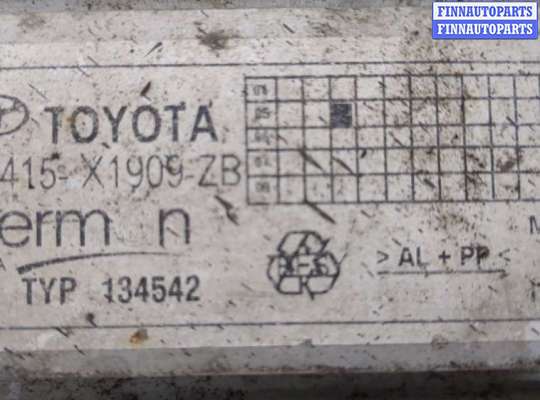 FINNAUTOPARTS
FINNAUTOPARTS
TOYOTA
415- X1909-ZB
erm n
TYP 134542
> AL + PP <